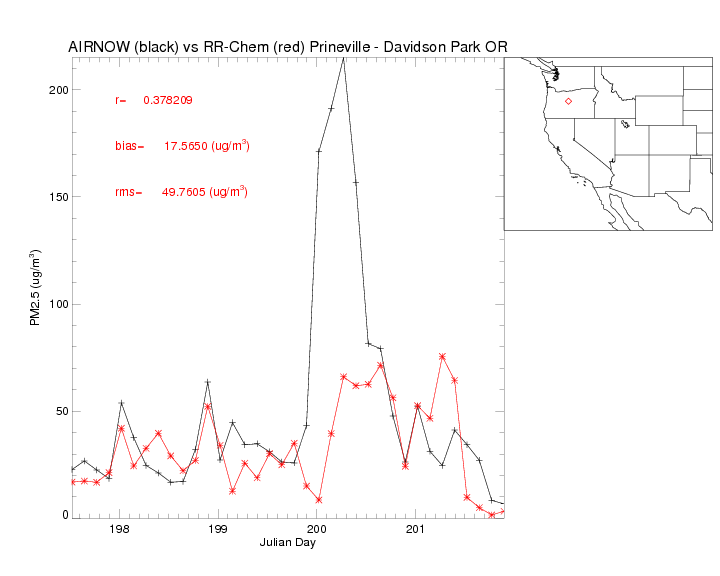 AIRNOW (black) vs RR-Chem (red) Prineville - Davidson Park OR
r= 0.378209
bias= 17.5650 (ug/m³)
rms= 49.7605 (ug/m³)
PM2.5 (ug/m³)
200
150
100
50
0
198 199 200 201
Julian Day